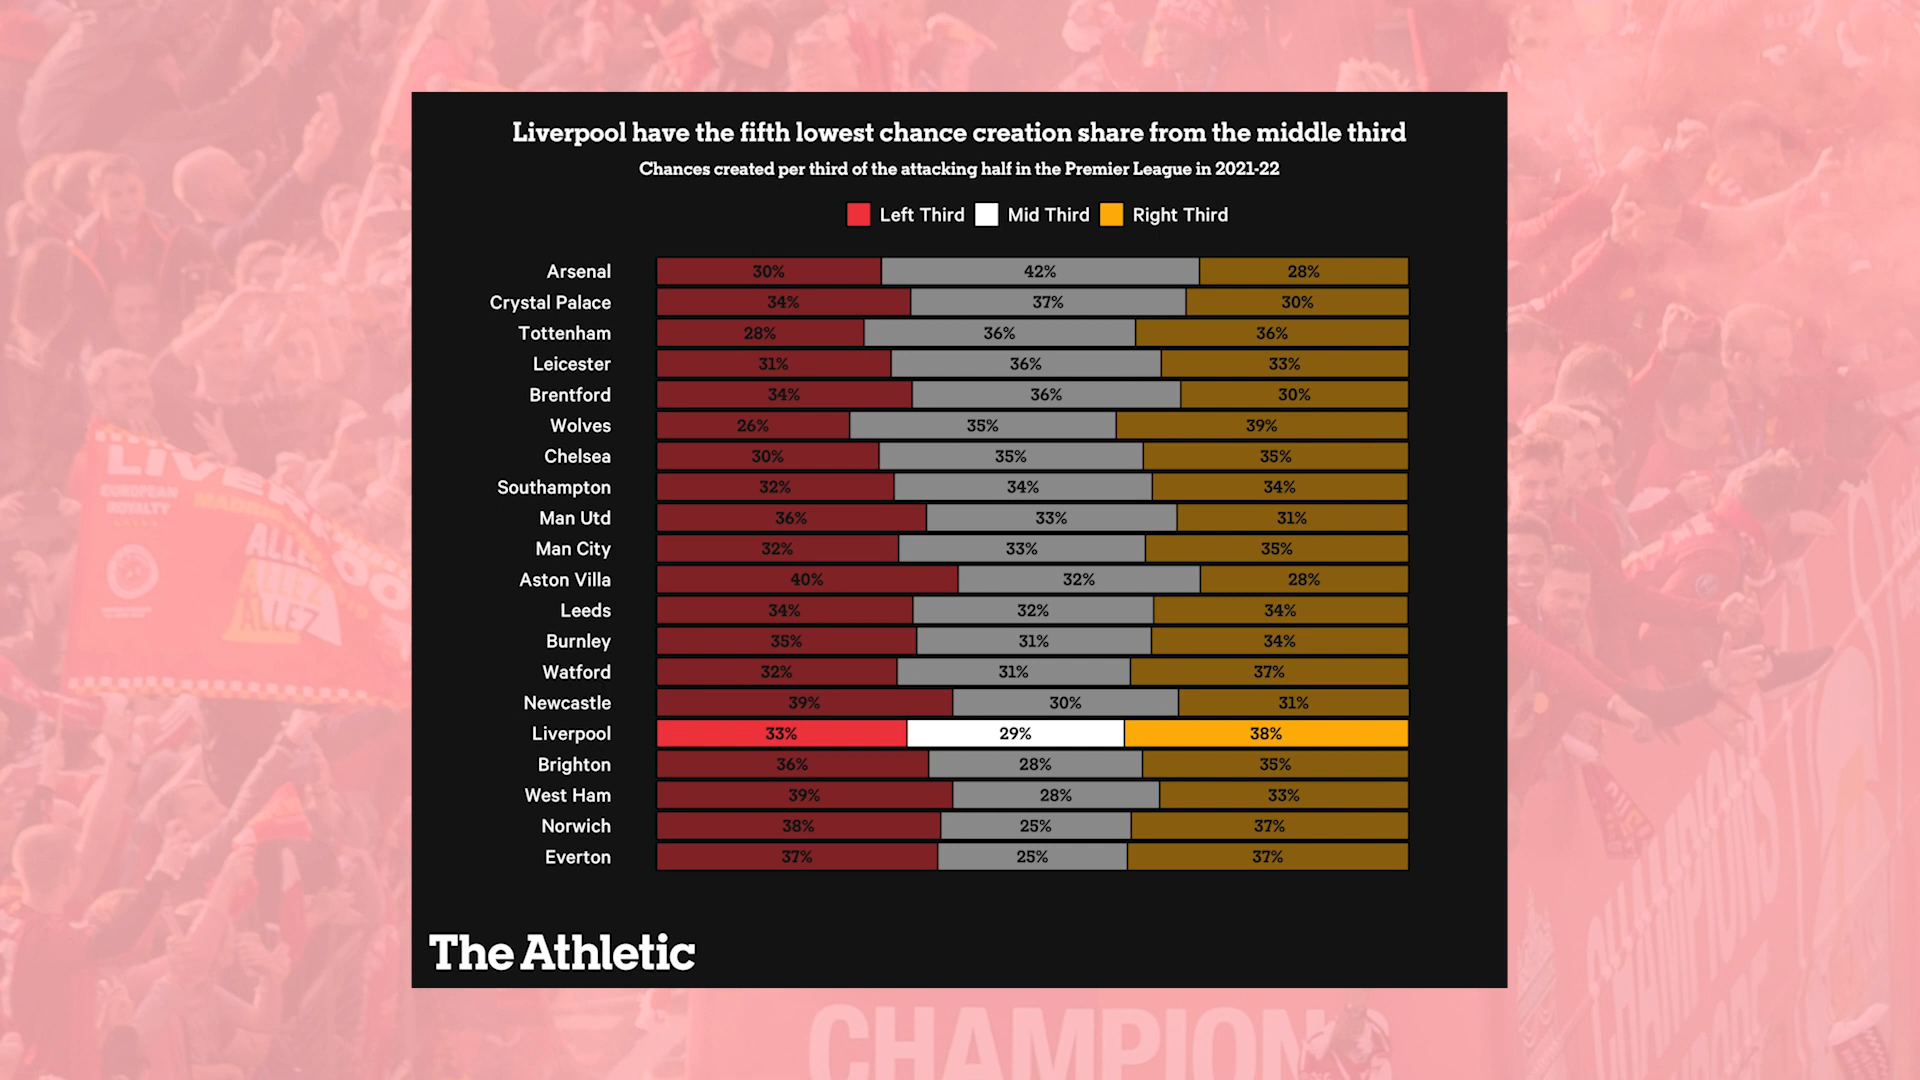 Liverpool have the fifth lowest chance creation share from the middle third
Chances created per third of the attacking half in the Premier League in 2021-22
Left Third Mid Third Right Third
Arsenal 30% 42% 28%
Crystal Palace 34% 37% 30%
Tottenham 28% 36% 36%
Leicester 31% 36% 33%
Brentford 34% 36% 30%
Wolves 26% 35% 39%
Chelsea 30% 35% 35%
Southampton 32% 34% 34%
Man Utd 36% 33% 31%
Man City 32% 33% 35%
Aston Villa 40% 32% 28%
Leeds 34% 32% 34%
Burnley 35% 31% 34%
Watford 32% 31% 37%
Newcastle 39% 30% 31%
Liverpool 33% 29% 38%
Brighton 36% 28% 35%
West Ham 39% 28% 33%
Norwich 38% 25% 37%
Everton 37% 25% 37%
The Athletic
EUROPEAN
ROYALTY
ALLEZ
CHAMPIONS